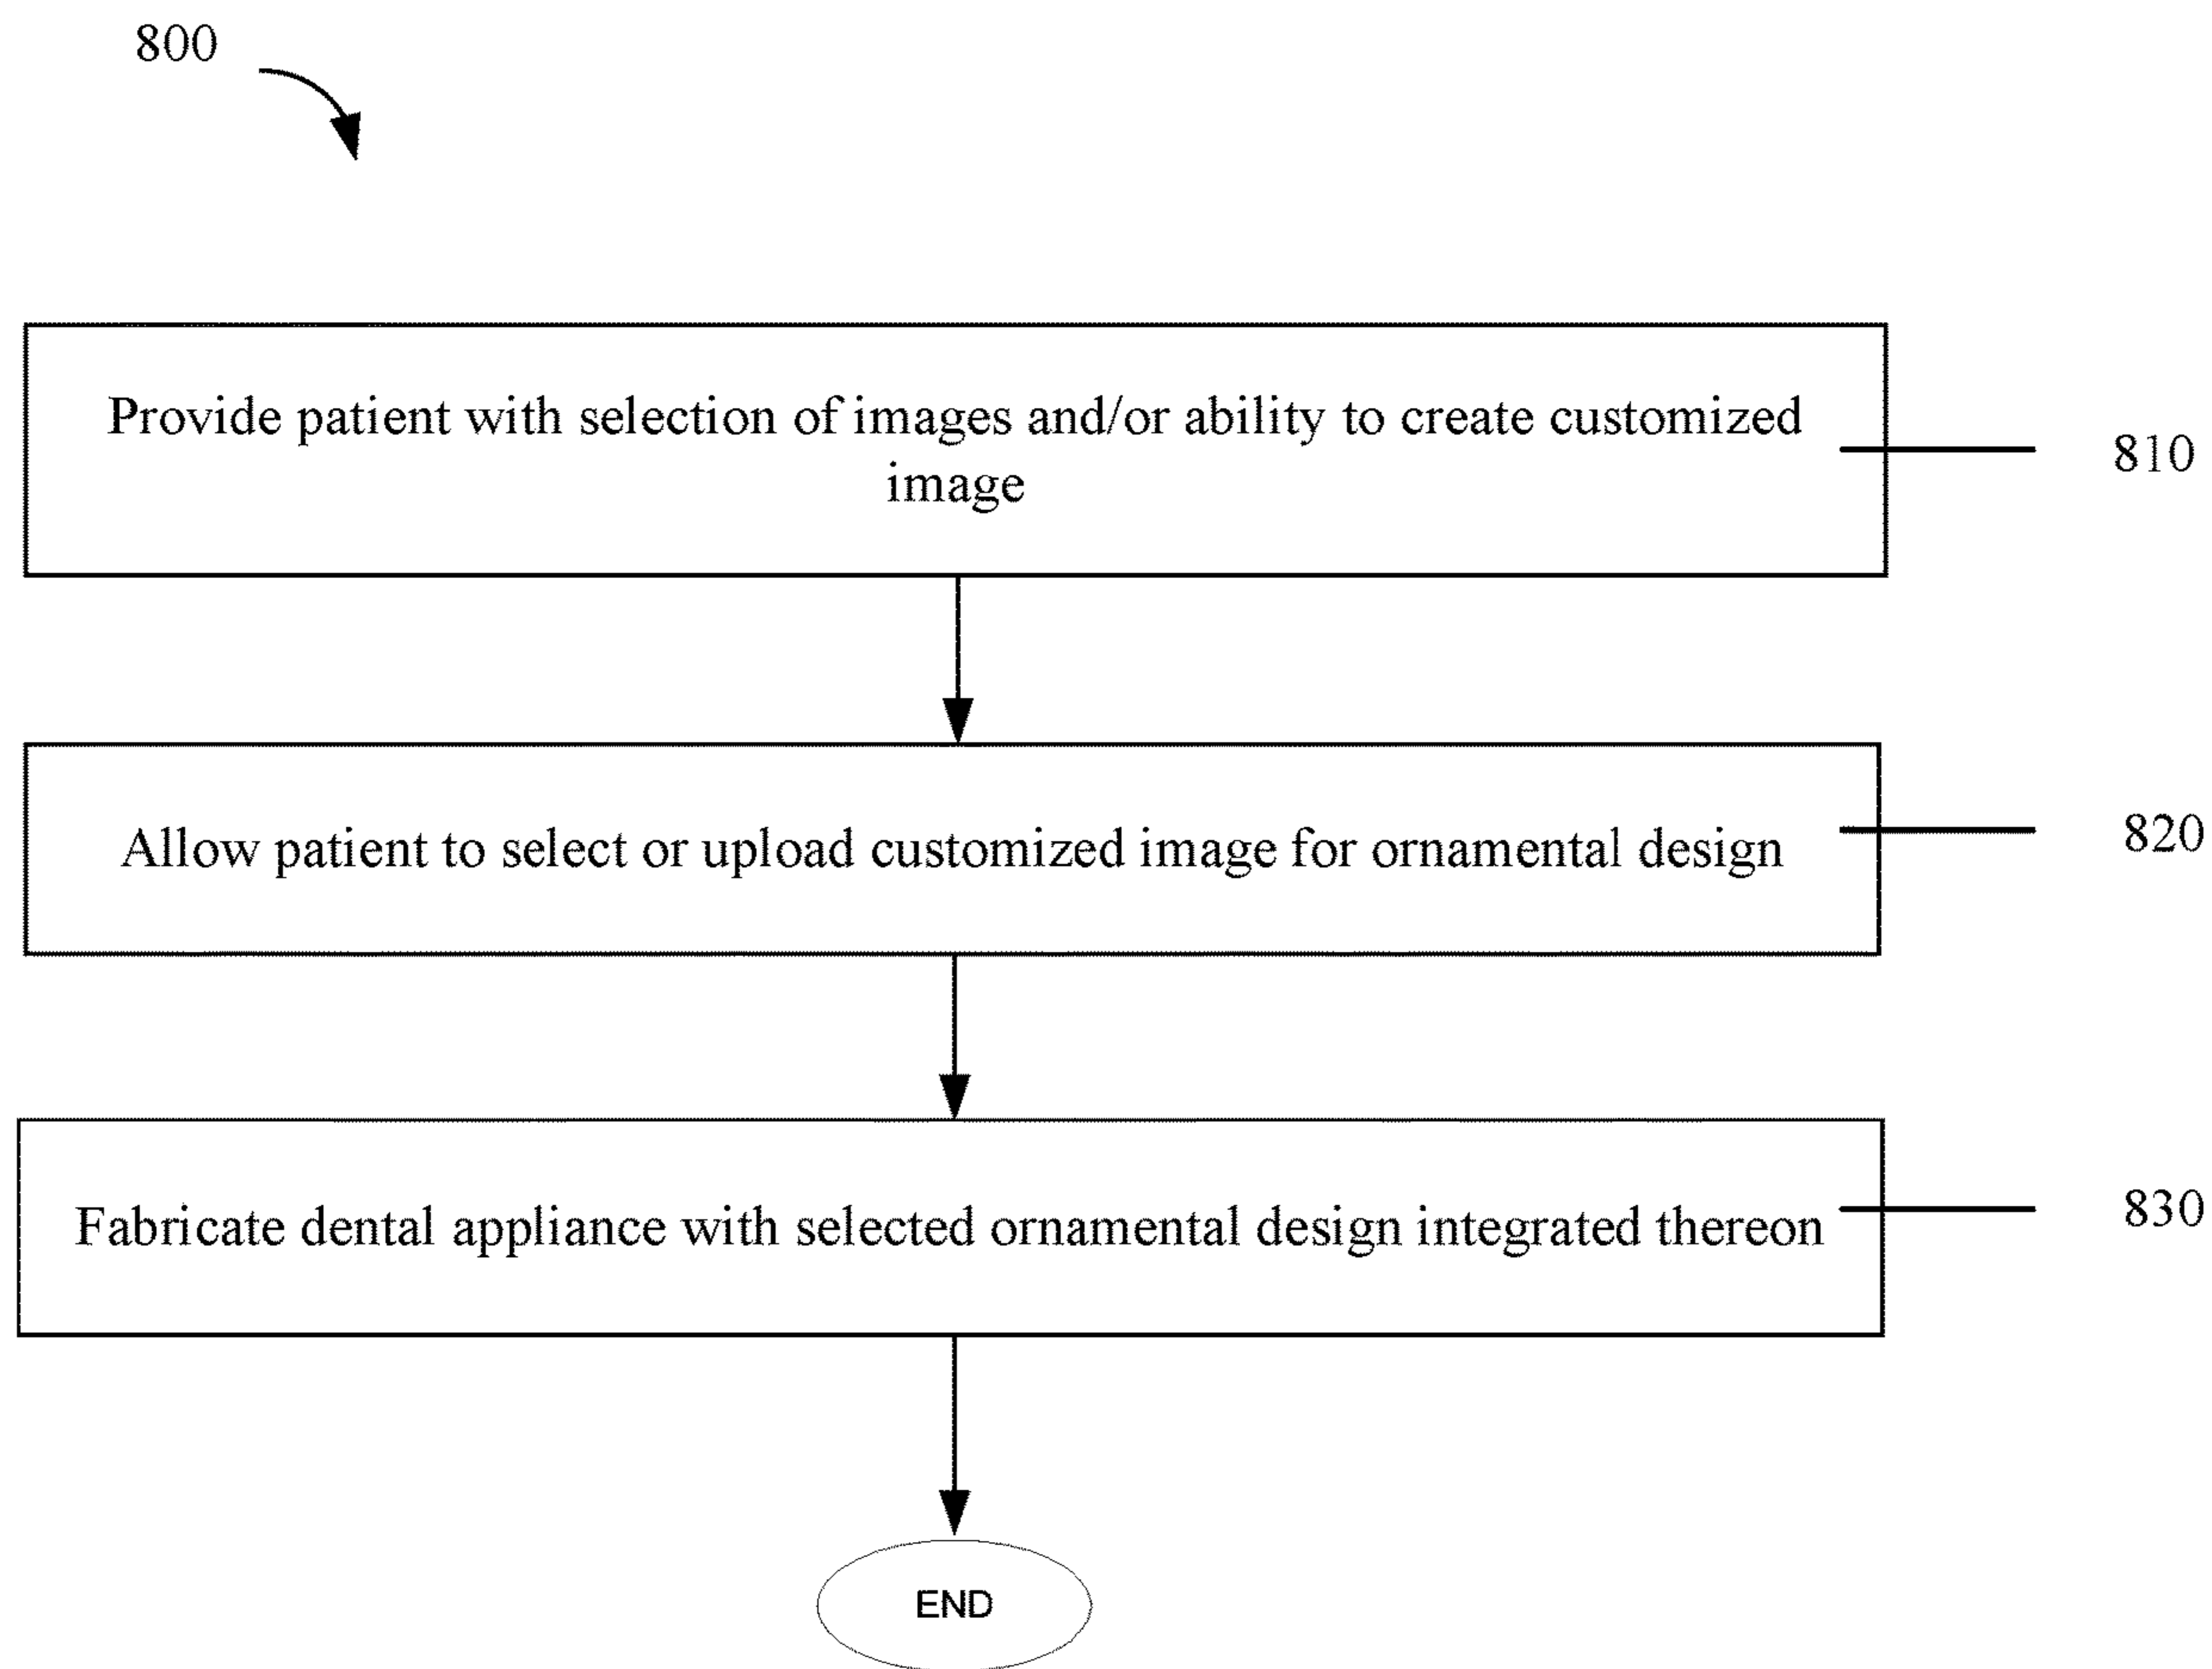 800
Provide patient with selection of images and/or ability to create customized
image
810
Allow patient to select or upload customized image for ornamental design
820
Fabricate dental appliance with selected ornamental design integrated thereon
830
END